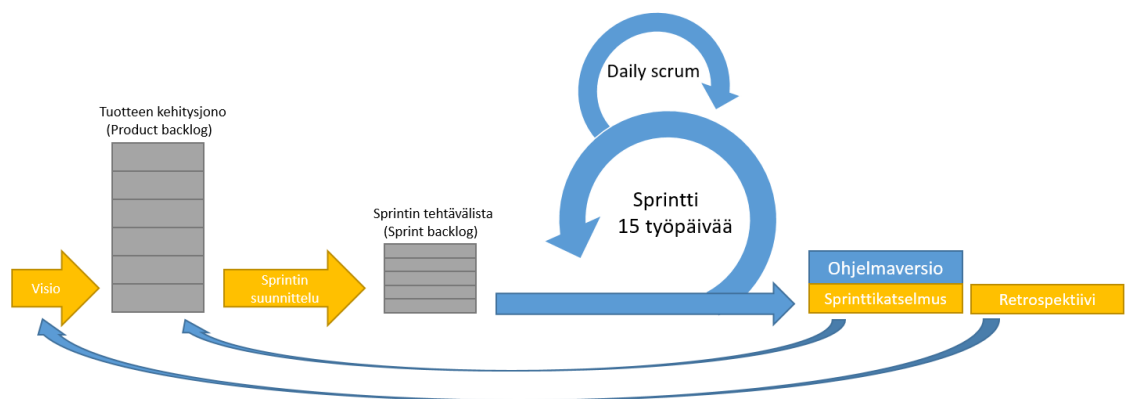 Daily scrum
Tuotteen kehitysjono
(Product backlog)
Sprintti
15 työpäivää
Sprintin tehtävälista
(Sprint backlog)
Visio
Sprintin
suunnittelu
Ohjelmaversio
Sprinttikatselmus
Retrospektiivi